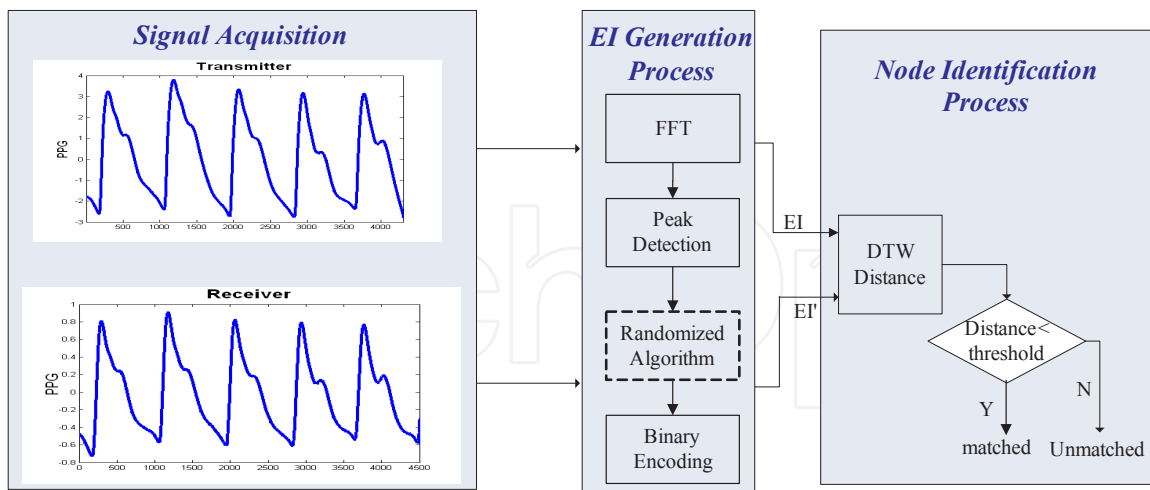 Signal Acquisition
Transmitter
PPG
4
3
2
1
0
-1
-2
-3
500 1000 1500 2000 2500 3000 3500 4000
Receiver
PPG
1
0.8
0.6
0.4
0.2
0
-0.2
-0.4
-0.6
-0.8
0 500 1000 1500 2000 2500 3000 3500 4000 4500
EI Generation
Process
FFT
Peak
Detection
Randomized
Algorithm
Binary
Encoding
EI
EI'
Node Identification
Process
DTW
Distance
Distance<
threshold
Y
N
matched
Unmatched